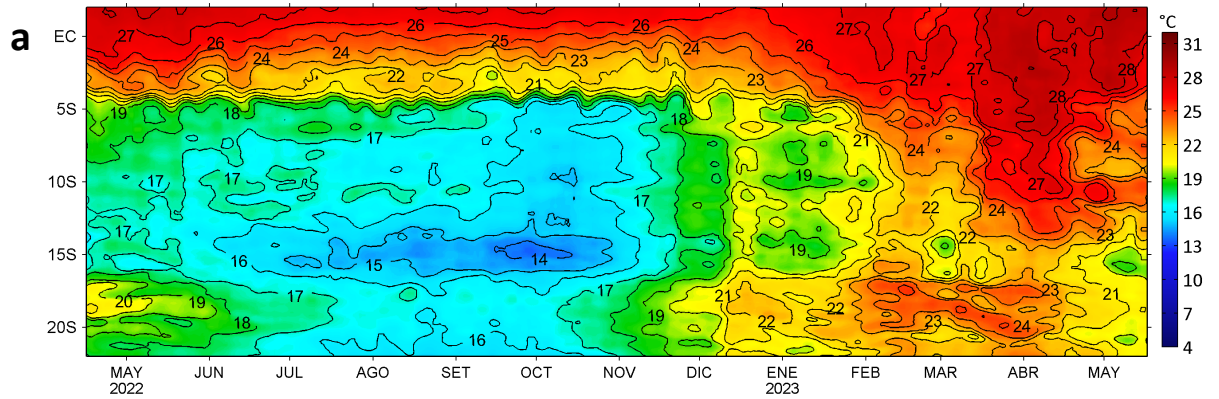 a
°C
EC
5S
10S
15S
20S
27 26 24 24 26 25 23 24 26 27 27 27 28 28
22 21 23
19 18 17 18 21 24 24
17 17 17 19 27
17 16 15 14 19 22 22 24 23
20 19 18 17 17 19 21 22 22 23 23 24 21
16
MAY JUN JUL AGO SET OCT NOV DIC ENE FEB MAR ABR MAY
2022 2023
31
28
25
22
19
16
13
10
7
4